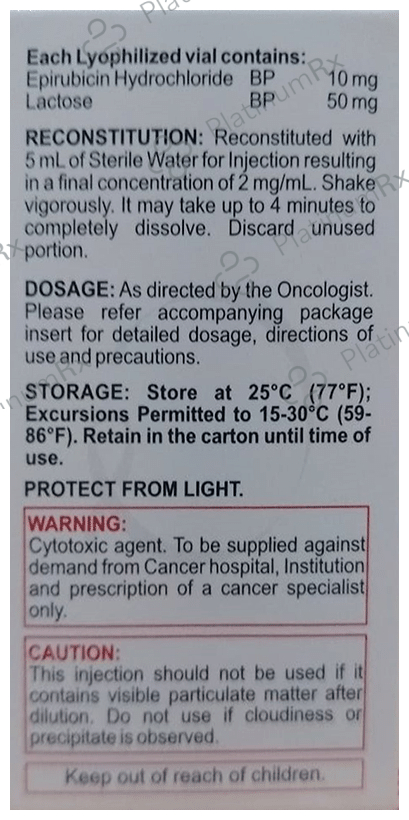 Each Lyophilized vial contains:
Epirubicin Hydrochloride BP 10 mg
Lactose BP 50 mg
RECONSTITUTION: Reconstituted with
5 mL of Sterile Water for Injection resulting
in a final concentration of 2 mg/mL. Shake
vigorously. It may take up to 4 minutes to
completely dissolve. Discard unused
portion.
DOSAGE: As directed by the Oncologist.
Please refer accompanying package
insert for detailed dosage, directions of
use and precautions.
STORAGE: Store at 25°C (77°F);
Excursions Permitted to 15-30°C (59-
86°F). Retain in the carton until time of
use.
PROTECT FROM LIGHT.
WARNING:
Cytotoxic agent. To be supplied against
demand from Cancer hospital, Institution
and prescription of a cancer specialist
only.
CAUTION:
This injection should not be used if it
contains visible particulate matter after
dilution. Do not use if cloudiness or
precipitate is observed.
Keep out of reach of children.
PlatinumRx
PlatinumRx
PlatinumRx